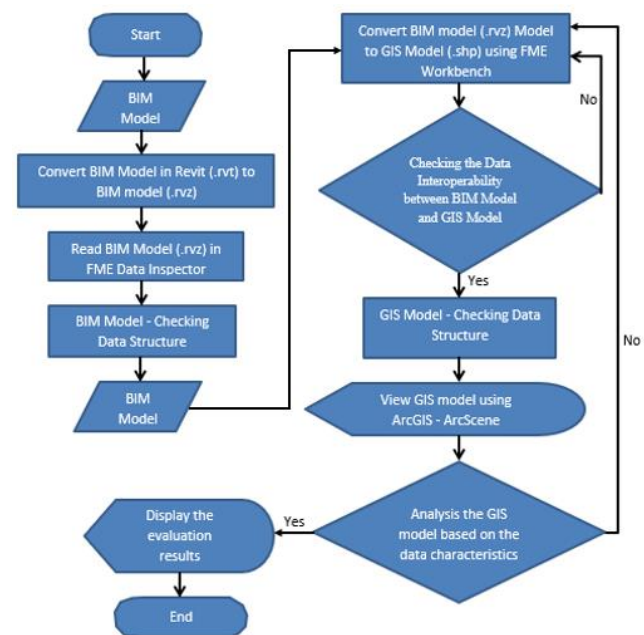 Start
BIM
Model
Convert BIM Model in Revit (.rvt) to
BIM model (.rvz)
Read BIM Model (.rvz) in
FME Data Inspector
BIM Model - Checking
Data Structure
BIM
Model
Convert BIM model (.rvz) Model
to GIS Model (.shp) using FME
Workbench
No
Checking the Data
Interoperability
between BIM Model
and GIS Model
Yes
GIS Model - Checking Data
Structure
No
View GIS model using
ArcGIS - ArcScene
Analysis the GIS
model based on the
data characteristics
Yes
Display the
evaluation
results
End